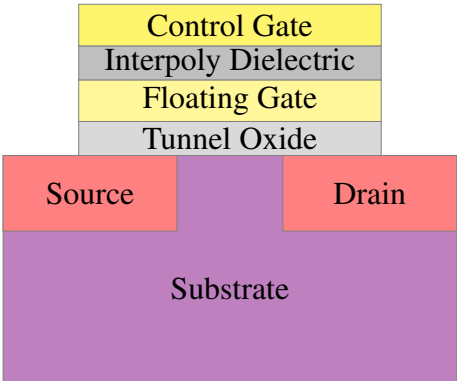 Control Gate
Interpoly Dielectric
Floating Gate
Tunnel Oxide
Source
Drain
Substrate